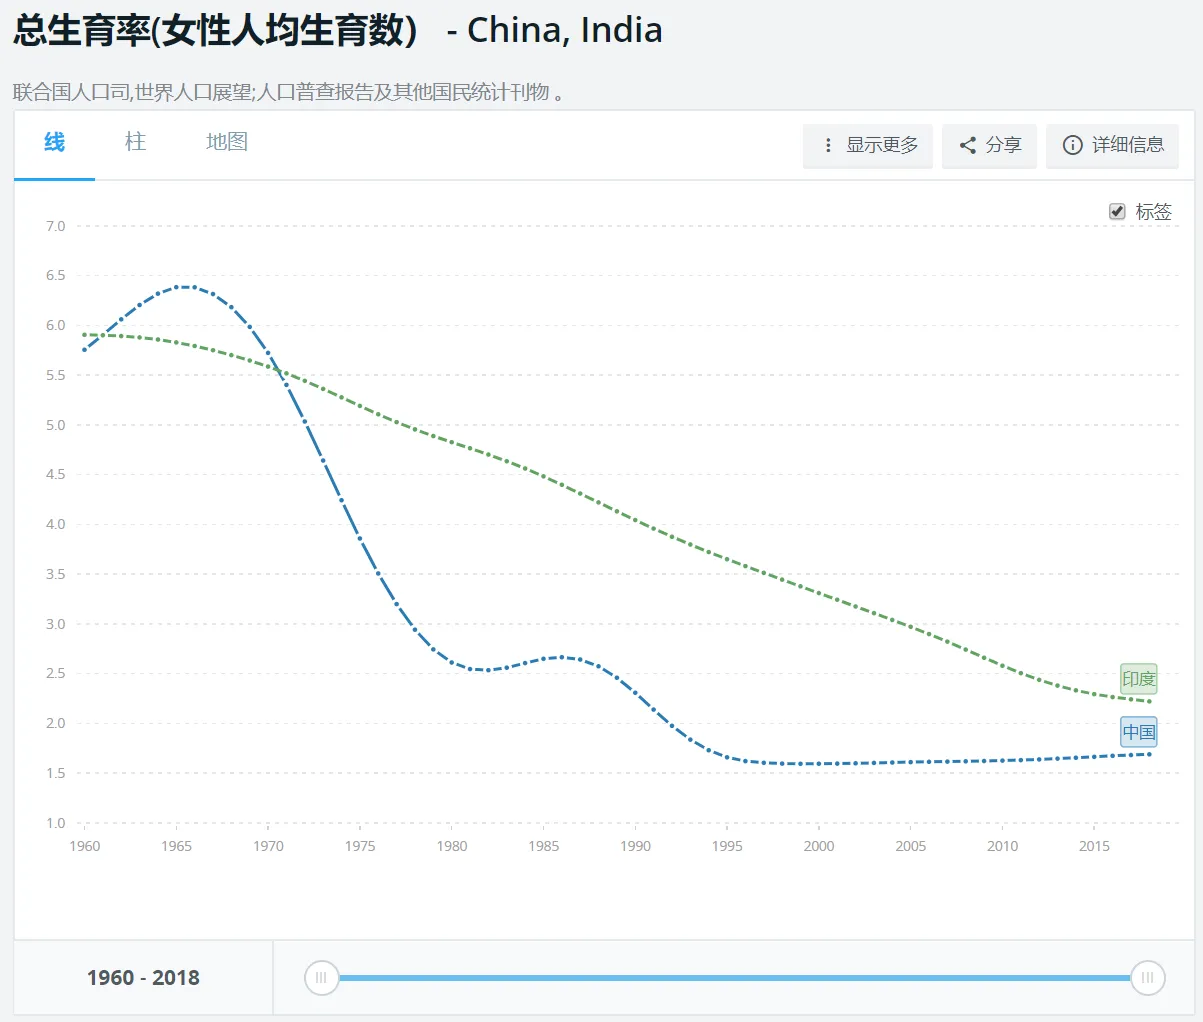 总生育率(女性人均生育数） - China, India
联合国人口司,世界人口展望;人口普查报告及其他国民统计刊物 。
线 柱 地图 显示更多 分享 详细信息
标签
7.0
6.5
6.0
5.5
5.0
4.5
4.0
3.5
3.0
2.5
2.0
1.5
1.0
印度
中国
1960 1965 1970 1975 1980 1985 1990 1995 2000 2005 2010 2015
1960 - 2018